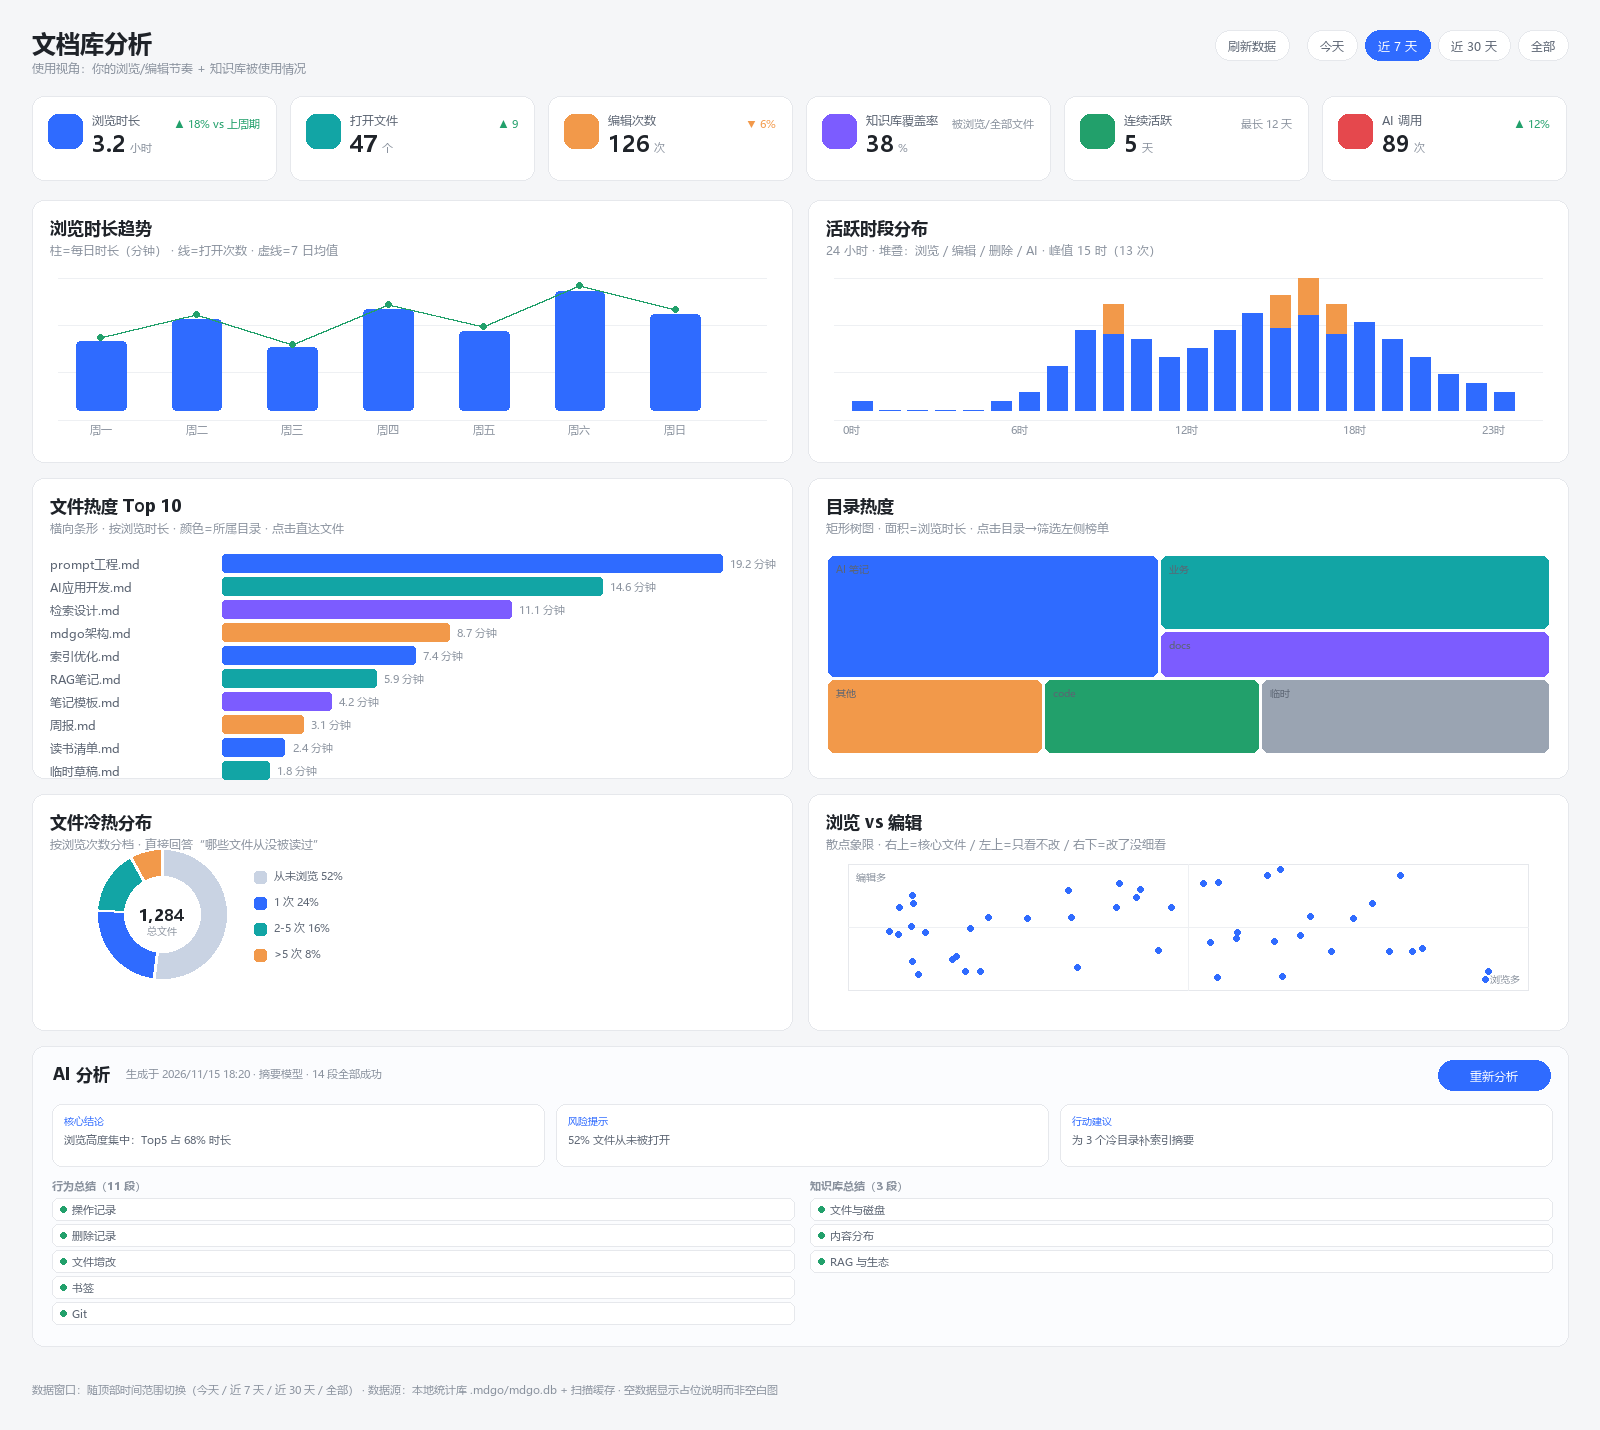 文档库分析
使用视角：你的浏览/编辑节奏 + 知识库被使用情况
刷新数据
今天
近 7 天
近 30 天
全部
浏览时长
3.2 小时
▲ 18% vs 上周期
打开文件
47 个
▲ 9
编辑次数
126 次
▼ 6%
知识库覆盖率
38 %
被浏览/全部文件
连续活跃
5 天
最长 12 天
AI 调用
89 次
▲ 12%
浏览时长趋势
柱=每日时长（分钟） · 线=打开次数 · 虚线=7 日均值
周一
周二
周三
周四
周五
周六
周日
活跃时段分布
24 小时 · 堆叠：浏览 / 编辑 / 删除 / AI · 峰值 15 时（13 次）
0时
6时
12时
18时
23时
文件热度 Top 10
横向条形 · 按浏览时长 · 颜色=所属目录 · 点击直达文件
prompt工程.md 19.2 分钟
AI应用开发.md 14.6 分钟
检索设计.md 11.1 分钟
mdgo架构.md 8.7 分钟
索引优化.md 7.4 分钟
RAG笔记.md 5.9 分钟
笔记模板.md 4.2 分钟
周报.md 3.1 分钟
读书清单.md 2.4 分钟
临时草稿.md 1.8 分钟
目录热度
矩形树图 · 面积=浏览时长 · 点击目录→筛选左侧榜单
业务
docs
其他
code
临时
文件冷热分布
按浏览次数分档 · 直接回答“哪些文件从没被读过”
1,284
总文件
从未浏览 52%
1 次 24%
2-5 次 16%
>5 次 8%
浏览 vs 编辑
散点象限 · 右上=核心文件 / 左上=只看不改 / 右下=改了没细看
编辑多
浏览多
AI 分析
生成于 2026/11/15 18:20 · 摘要模型 · 14 段全部成功
重新分析
核心结论
浏览高度集中：Top5 占 68% 时长
风险提示
52% 文件从未被打开
行动建议
为 3 个冷目录补索引摘要
行为总结（11 段）
操作记录
删除记录
文件增改
书签
Git
知识库总结（3 段）
文件与磁盘
内容分布
RAG 与生态
数据窗口：随顶部时间范围切换（今天 / 近 7 天 / 近 30 天 / 全部） · 数据源：本地统计库 .mdgo/mdgo.db + 扫描缓存 · 空数据显示占位说明而非空白图